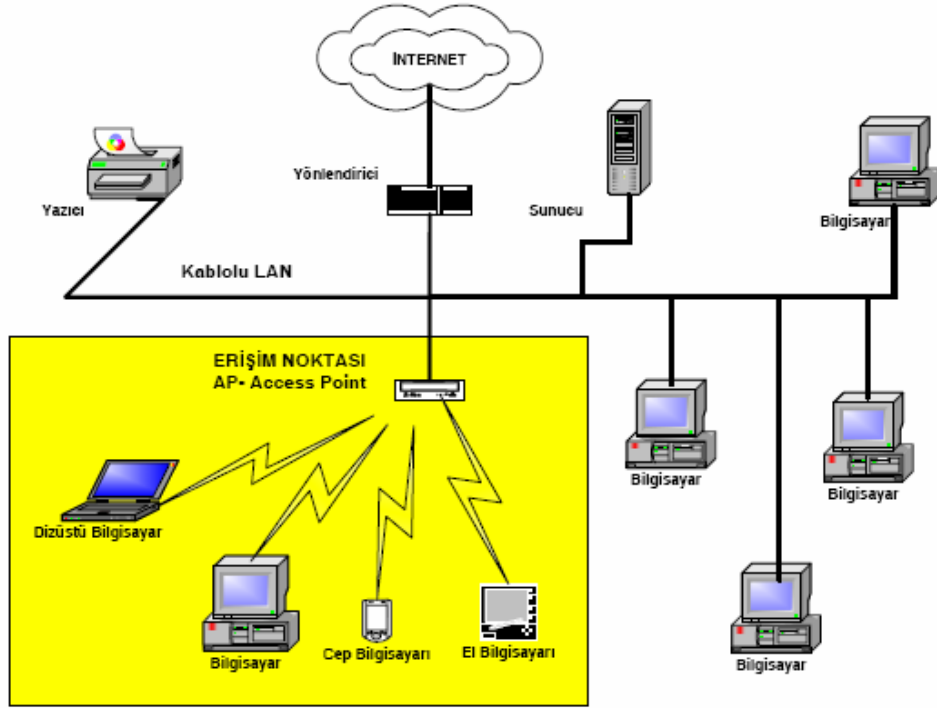 INTERNET
Yönlendirici
Yazıcı
Sunucu
Bilgisayar
Kablolu LAN
ERİŞİM NOKTASI
AP- Access Point
Bilgisayar
Bilgisayar
Dizüstü Bilgisayar
Bilgisayar
Cep Bilgisayarı
El Bilgisayarı
Bilgisayar